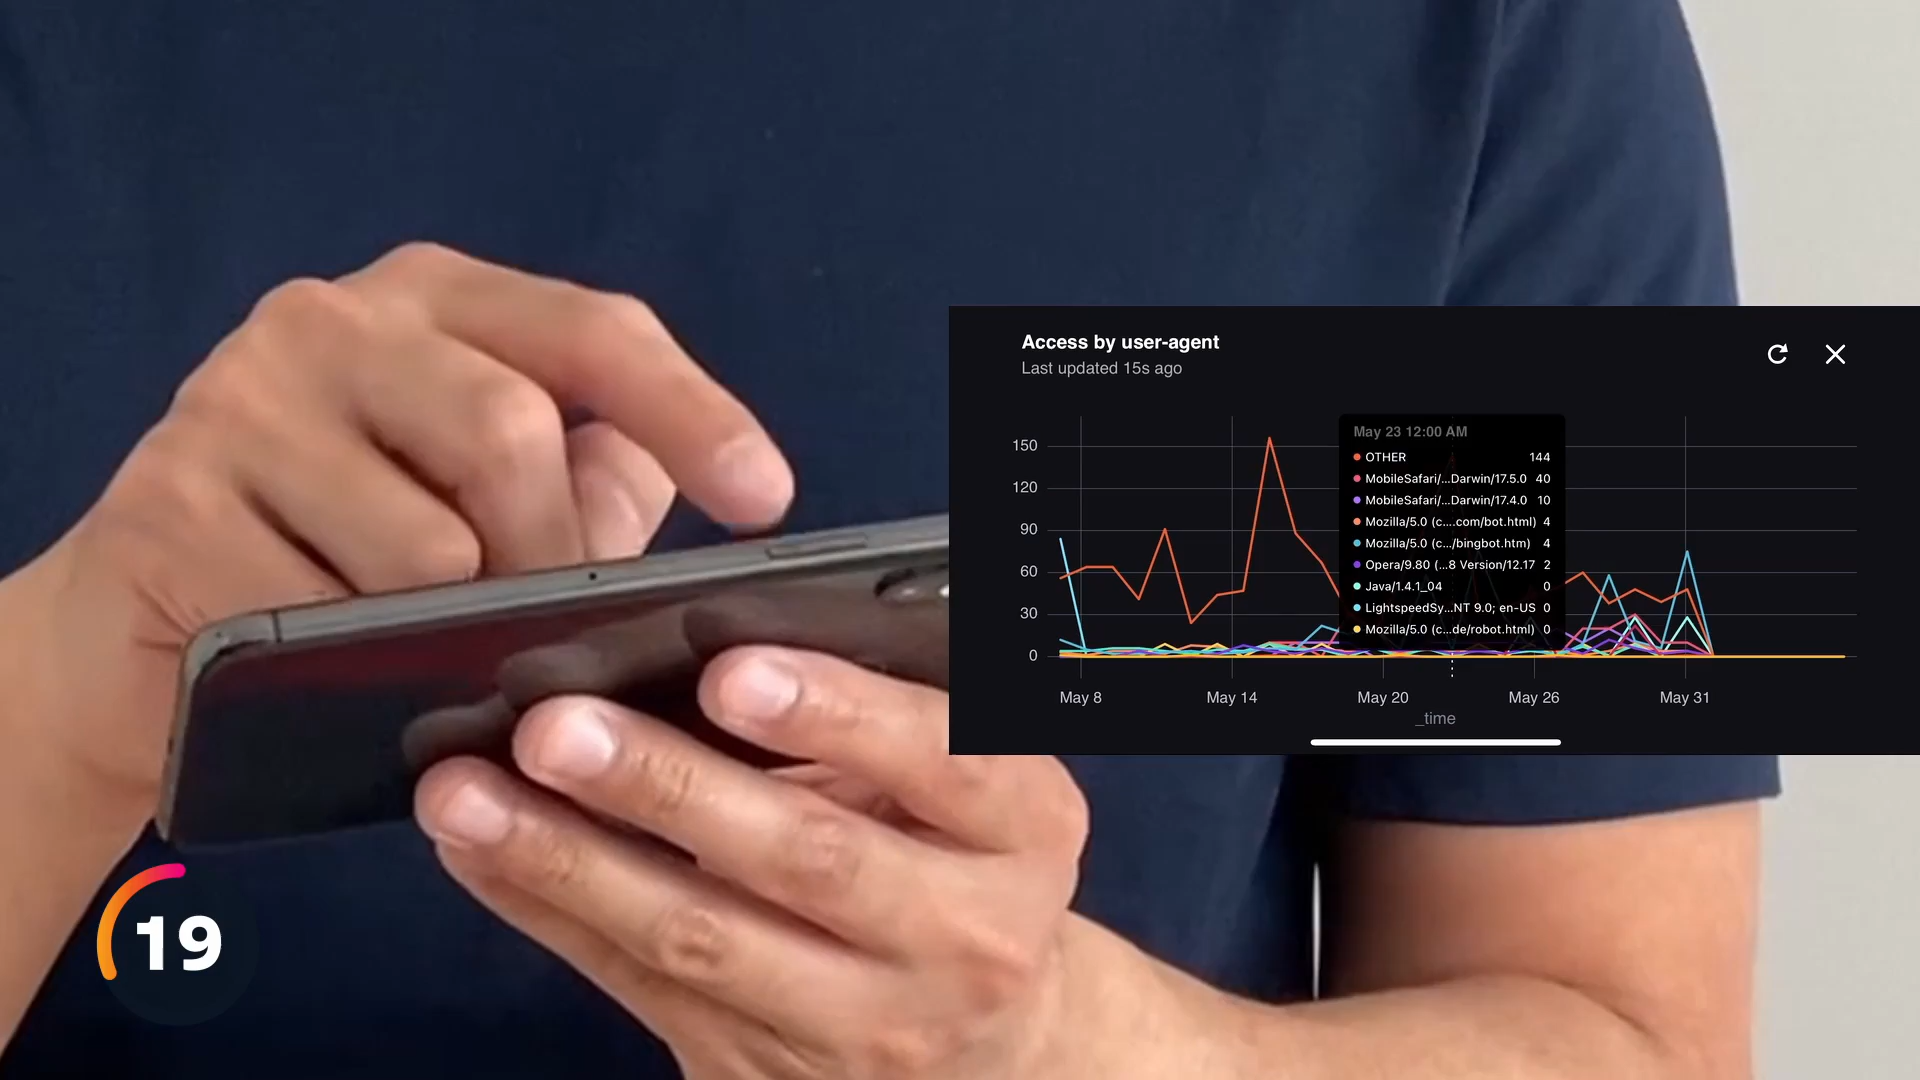 Access by user-agent
Last updated 15s ago
May 23 12:00 AM
OTHER 144
MobileSafari/...Darwin/17.5.0 40
MobileSafari/...Darwin/17.4.0 10
Mozilla/5.0 (c....com/bot.html) 4
Mozilla/5.0 (c.../bingbot.htm) 4
Opera/9.80 (...8 Version/12.17 2
Java/1.4.1_04 0
LightspeedSy...NT 9.0; en-US 0
Mozilla/5.0 (c...de/robot.html) 0
150
120
90
60
30
0
May 8 May 14 May 20 May 26 May 31
_time
19